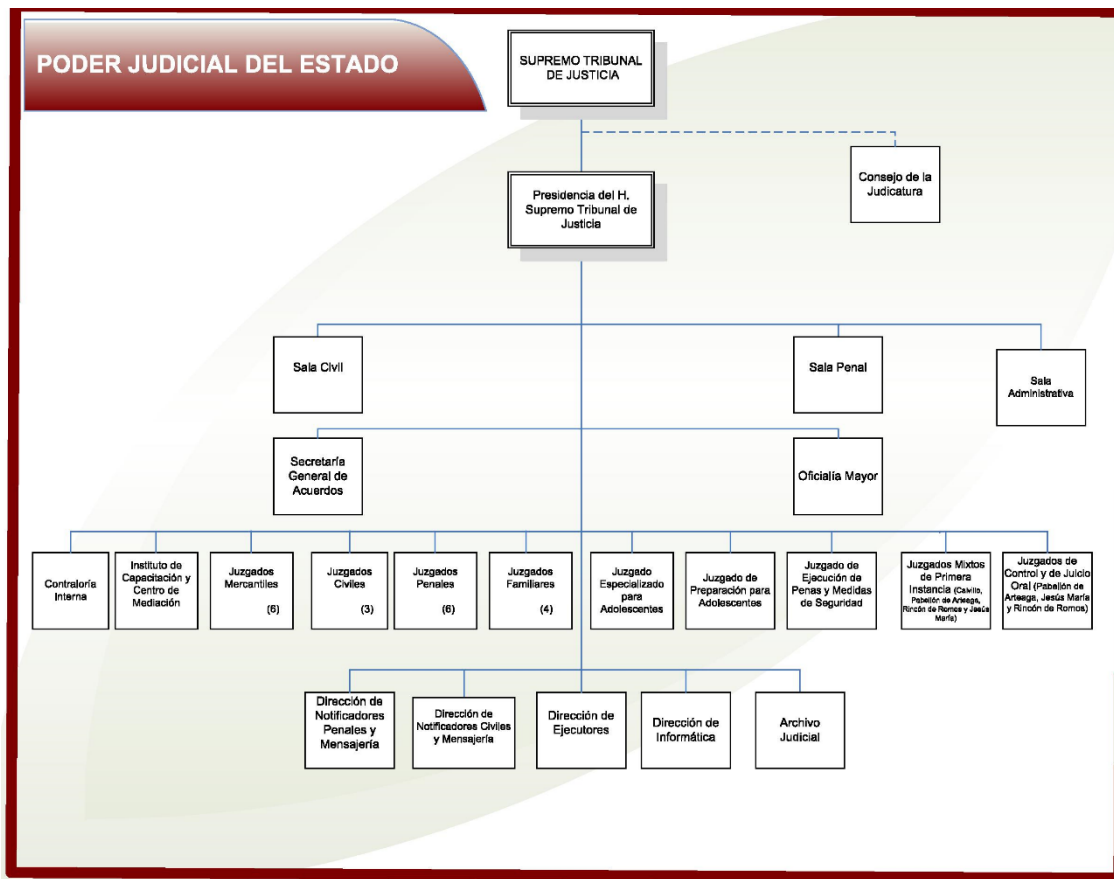 PODER JUDICIAL DEL ESTADO
SUPREMO TRIBUNAL
DE JUSTICIA
Consejo de la
Judicatura
Presidencia del H.
Supremo Tribunal de
Justicia
Sala Civil
Sala Penal
Sala
Administrativa
Secretaría
General de
Acuerdos
Oficialía Mayor
Contraloría
Interna
Instituto de
Capacitación y
Centro de
Mediación
Juzgados
Mercantiles
(6)
Juzgados
Civiles
(3)
Juzgados
Penales
(6)
Juzgados
Familiares
(4)
Juzgado
Especializado
para
Adolescentes
Juzgado de
Preparación para
Adolescentes
Juzgado de
Ejecución de
Penas y Medidas
de Seguridad
Juzgados Mixtos
de Primera
Instancia (Calvillo,
Pabellón de Arteaga,
Rincón de Romos y Jesús
María)
Juzgados de
Control y de Juicio
Oral (Pabellón de
Arteaga, Jesús María
y Rincón de Romos)
Dirección de
Notificadores
Penales y
Mensajería
Dirección de
Notificadores Civiles
y Mensajería
Dirección de
Ejecutores
Dirección de
Informática
Archivo
Judicial